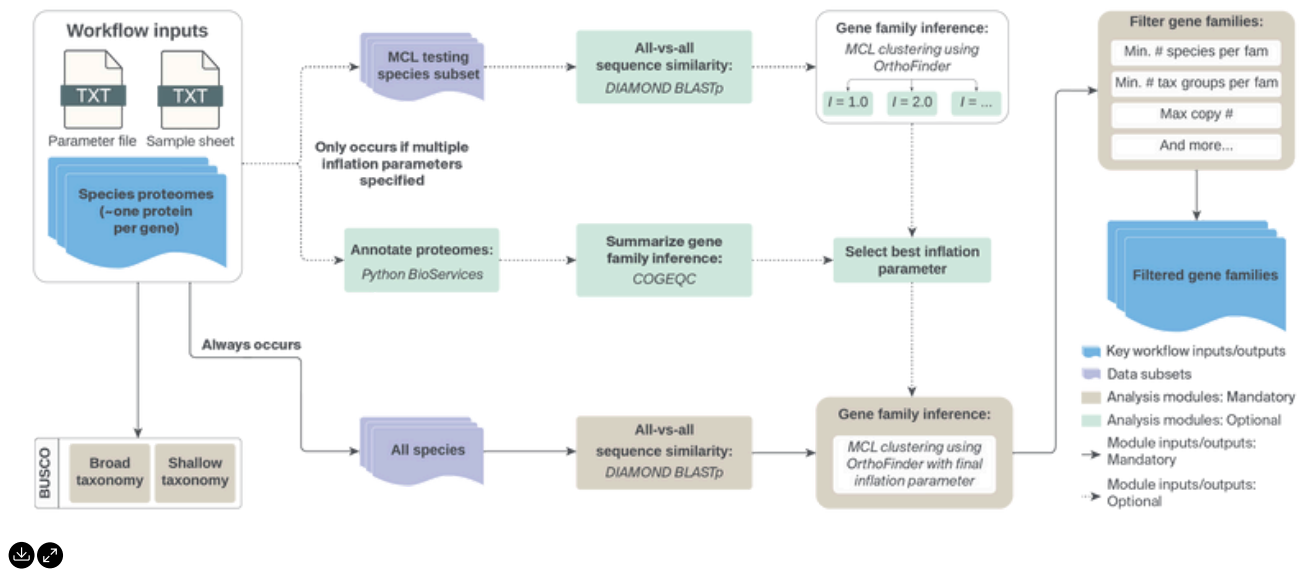 Workflow inputs
TXT
TXT
Parameter file
Sample sheet
Species proteomes
(~one protein
per gene)
Only occurs if multiple
inflation parameters
specified
MCL testing
species subset
All-vs-all
sequence similarity:
DIAMOND BLASTp
Gene family inference:
MCL clustering using
OrthoFinder
I = 1.0
I = 2.0
I = ...
Annotate proteomes:
Python BioServices
Summarize gene
family inference:
COGEQC
Select best inflation
parameter
Always occurs
BUSCO
Broad
taxonomy
Shallow
taxonomy
All species
All-vs-all
sequence similarity:
DIAMOND BLASTp
Gene family inference:
MCL clustering using
OrthoFinder with final
inflation parameter
Filter gene families:
Min. # species per fam
Min. # tax groups per fam
Max copy #
And more...
Filtered gene families
Key workflow inputs/outputs
Data subsets
Analysis modules: Mandatory
Analysis modules: Optional
Module inputs/outputs:
Mandatory
Module inputs/outputs:
Optional